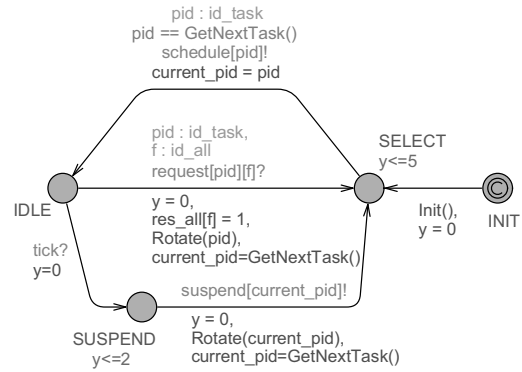 pid : id_task
pid == GetNextTask()
schedule[pid]!
current_pid = pid
pid : id_task,
f : id_all
request[pid][f]?
SELECT
y<=5
C
IDLE
y = 0,
res_all[f] = 1,
Rotate(pid),
current_pid=GetNextTask()
Init(),
y = 0
INIT
tick?
y=0
suspend[current_pid]!
SUSPEND
y<=2
y = 0,
Rotate(current_pid),
current_pid=GetNextTask()